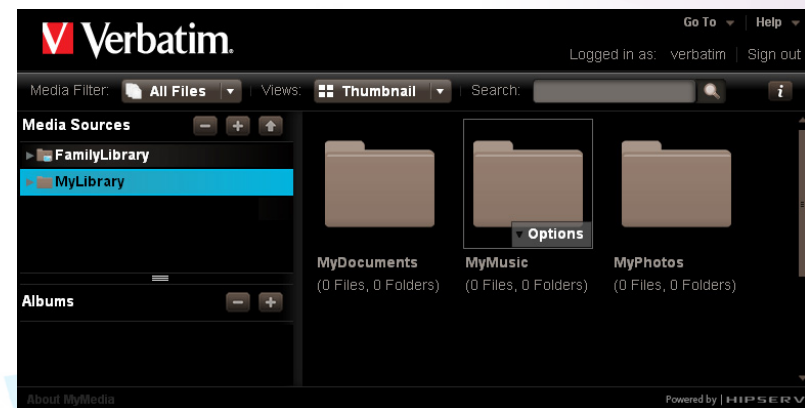 Verbatim.
Go To Help
Logged in as: verbatim Sign out
Media Filter: All Files Views: Thumbnail Search: i
Media Sources
FamilyLibrary
MyLibrary
Options
MyDocuments MyMusic MyPhotos
(0 Files, 0 Folders) (0 Files, 0 Folders) (0 Files, 0 Folders)
Albums
About MyMedia Powered by | HIPSERV